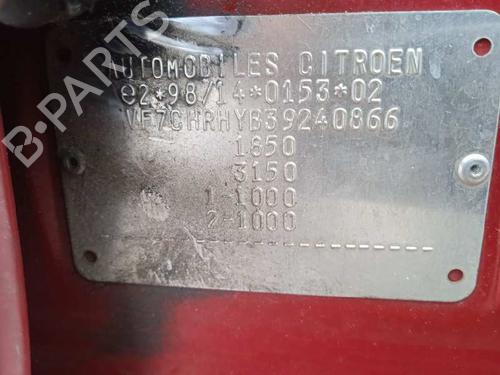 AUTOMOBILES CITROEN
e2*98/14*0153*02
VF7CHRHYB39240866
1850
3150
1-1000
2-1000
B-PARTS